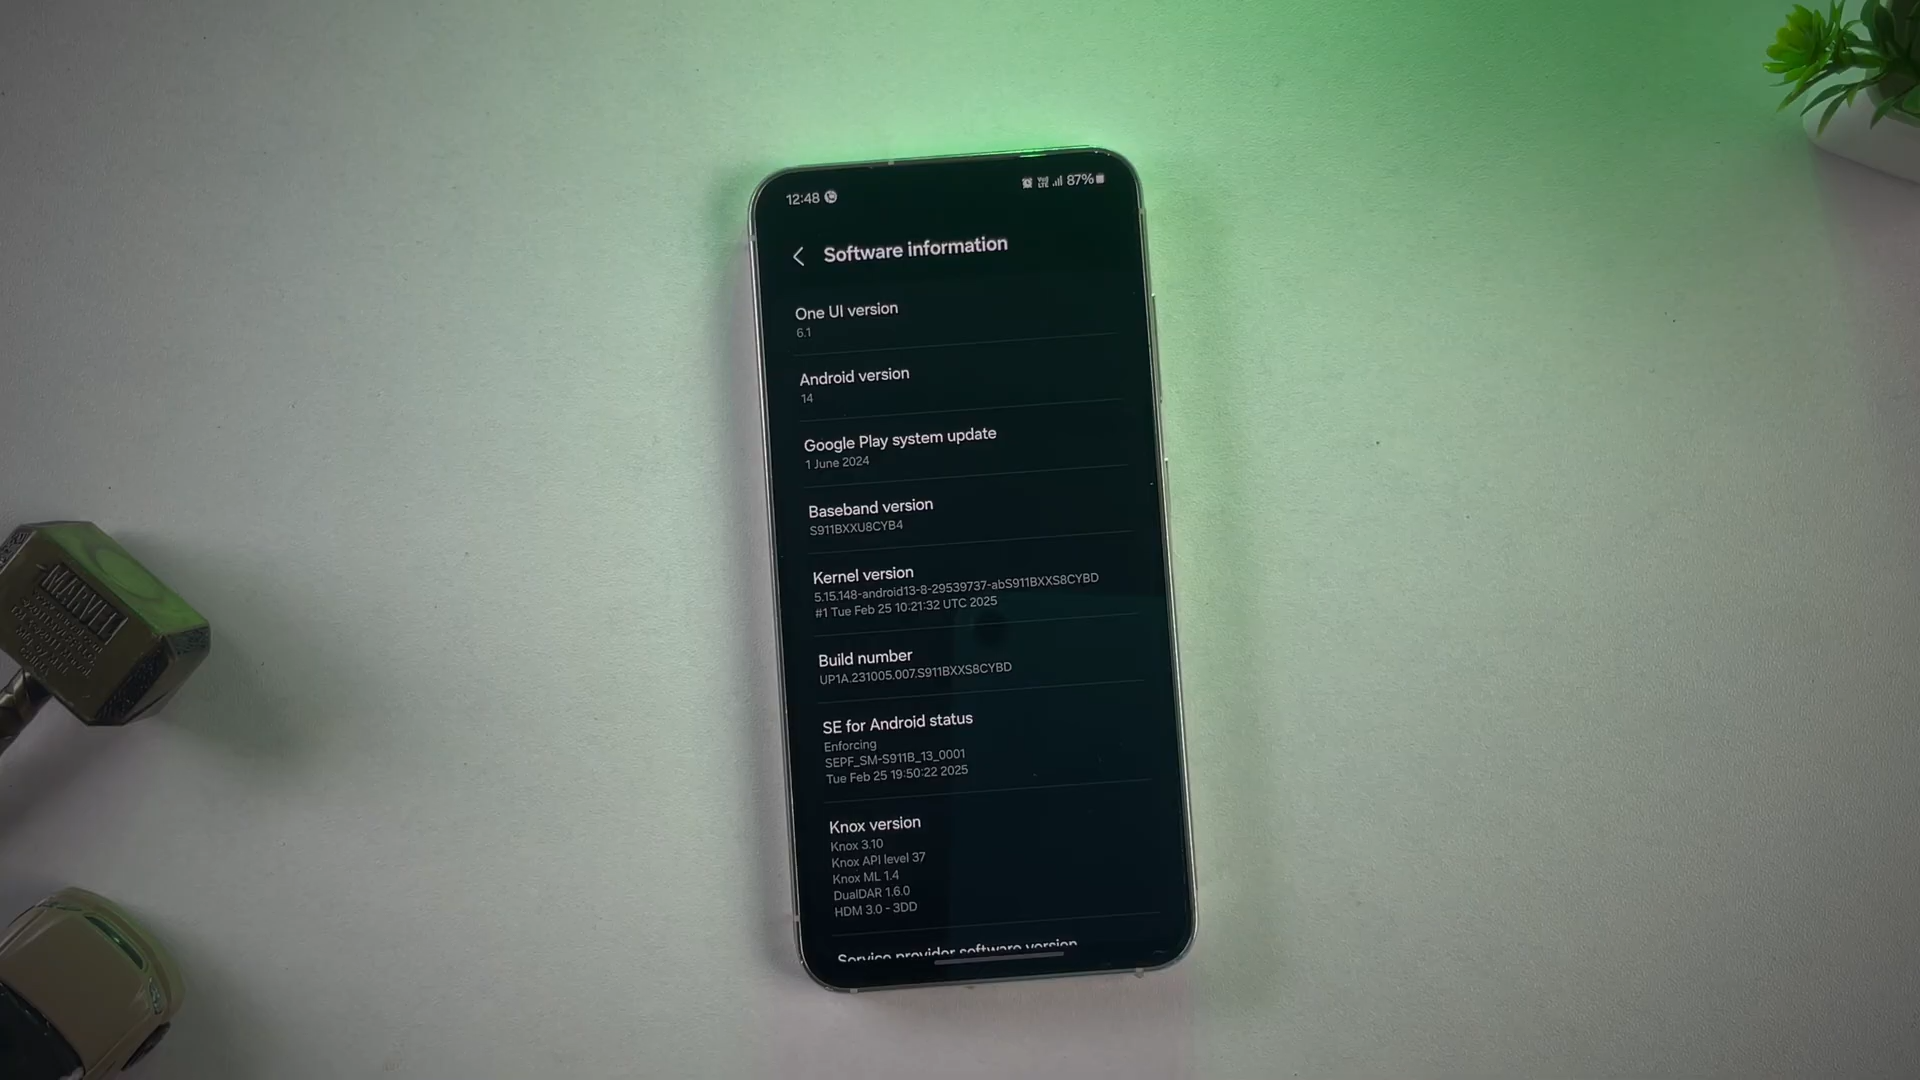 12:48
87%
Software information
One UI version
6.1
Android version
14
Google Play system update
1 June 2024
Baseband version
S911BXXU8CYB4
Kernel version
5.15.148-android13-8-29539737-abS911BXXS8CYBD
#1 Tue Feb 25 10:21:32 UTC 2025
Build number
UP1A.231005.007.S911BXXS8CYBD
SE for Android status
Enforcing
SEPF_SM-S911B_13_0001
Tue Feb 25 19:50:22 2025
Knox version
Knox 3.10
Knox API level 37
Knox ML 1.4
DualDAR 1.6.0
HDM 3.0 - 3DD
Service provider software version
MARVEL